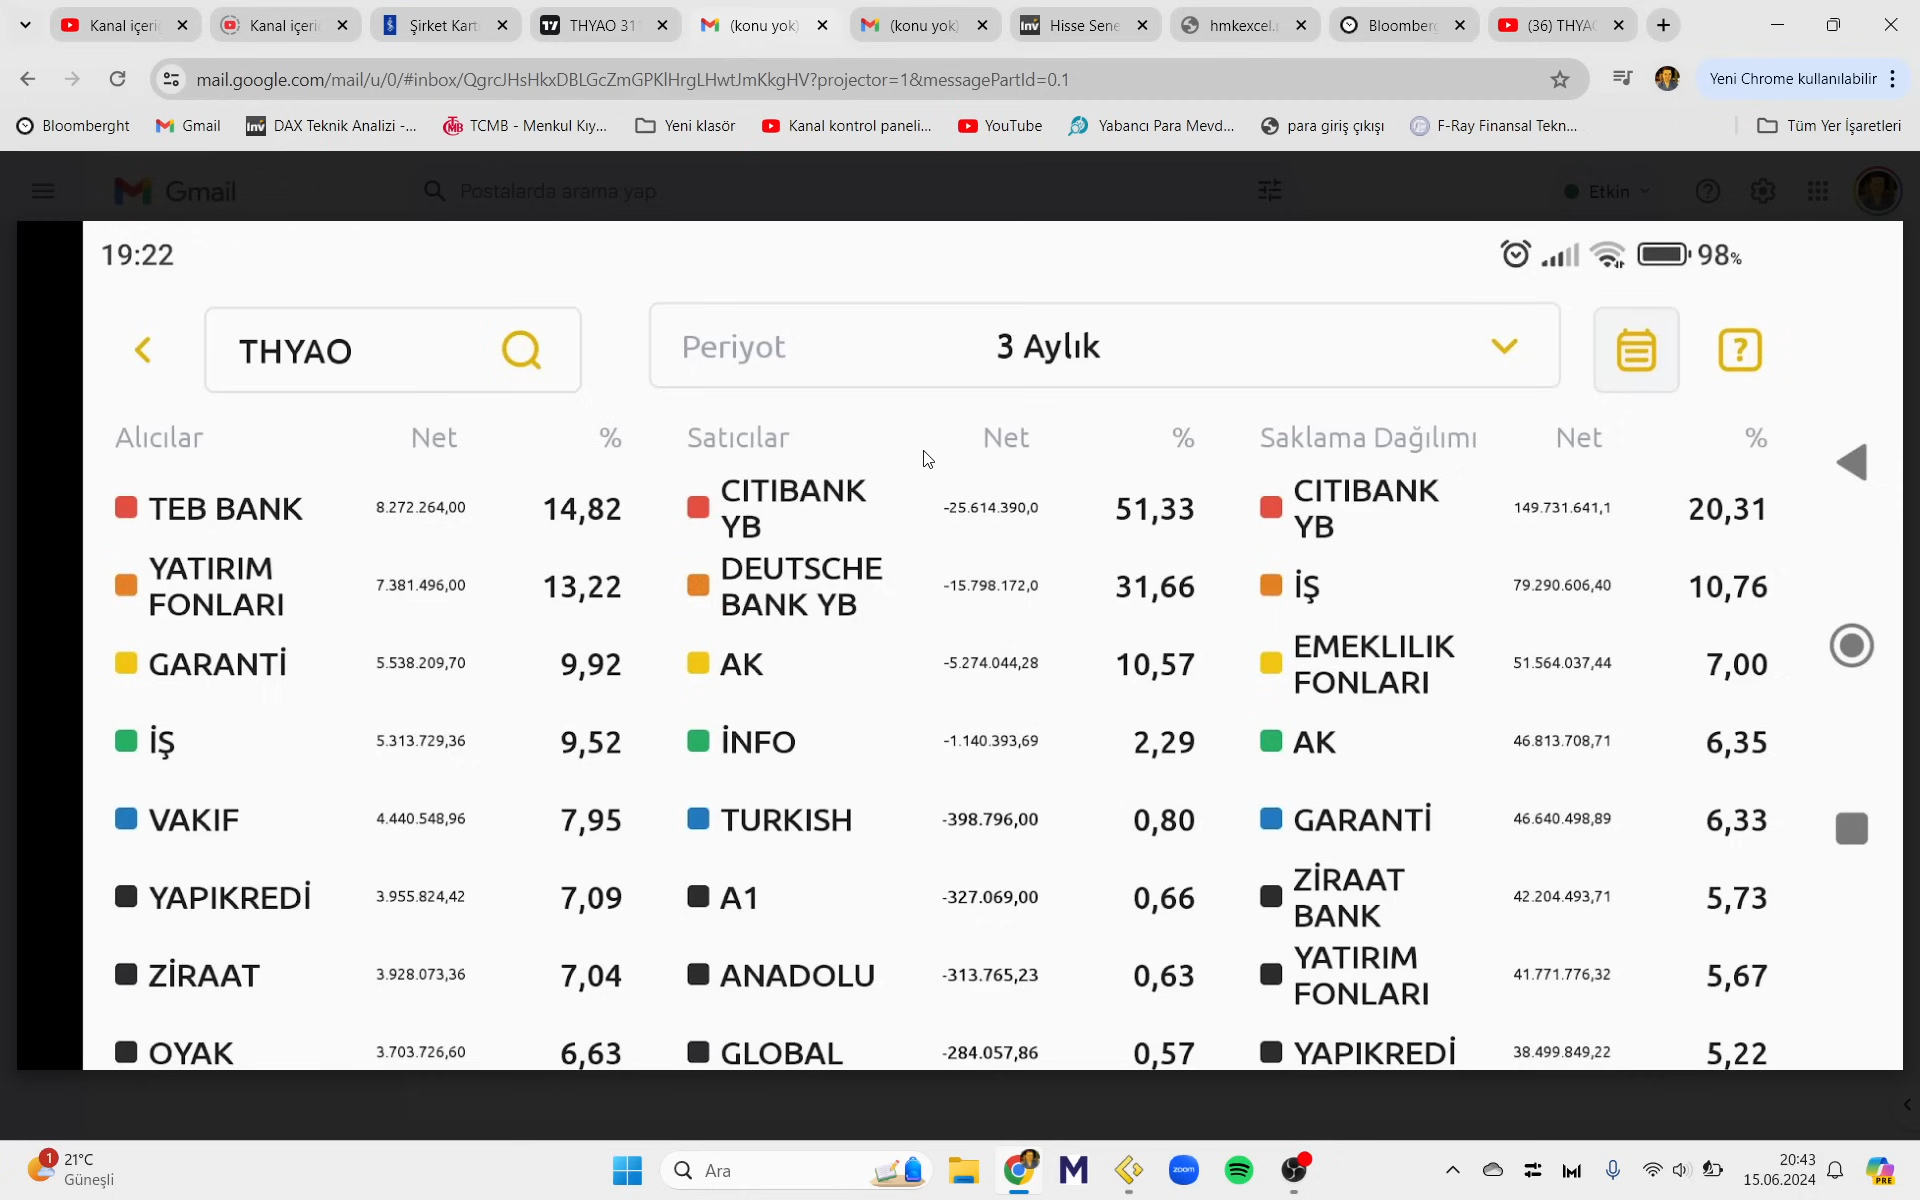 Kanal içeri
Kanal içeri
Şirket Kart
THYAO 31
(konu yok)
(konu yok)
Hisse Sene
hmkexcel.
Bloomberg
(36) THYA
mail.google.com/mail/u/0/#inbox/QgrcJHsHkxDBLGcZmGPKlHrgLHwtJmKkgHV?projector=1&messagePartId=0.1
Yeni Chrome kullanılabilir
Bloomberght
Gmail
DAX Teknik Analizi -...
TCMB - Menkul Kıy...
Yeni klasör
Kanal kontrol paneli...
YouTube
Yabancı Para Mevd...
para giriş çıkışı
F-Ray Finansal Tekn...
Tüm Yer İşaretleri
Gmail
Postalarda arama yap
Etkin
19:22
98%
THYAO
Periyot 3 Aylık
Alıcılar Net % Satıcılar Net % Saklama Dağılımı Net %
TEB BANK 8.272.264,00 14,82 CITIBANK YB -25.614.390,0 51,33 CITIBANK YB 149.731.641,1 20,31
YATIRIM FONLARI 7.381.496,00 13,22 DEUTSCHE BANK YB -15.798.172,0 31,66 İŞ 79.290.606,40 10,76
GARANTİ 5.538.209,70 9,92 AK -5.274.044,28 10,57 EMEKLILIK FONLARI 51.564.037,44 7,00
İŞ 5.313.729,36 9,52 İNFO -1.140.393,69 2,29 AK 46.813.708,71 6,35
VAKIF 4.440.548,96 7,95 TURKISH -398.796,00 0,80 GARANTİ 46.640.498,89 6,33
YAPIKREDİ 3.955.824,42 7,09 A1 -327.069,00 0,66 ZİRAAT BANK 42.204.493,71 5,73
ZİRAAT 3.928.073,36 7,04 ANADOLU -313.765,23 0,63 YATIRIM FONLARI 41.771.776,32 5,67
OYAK 3.703.726,60 6,63 GLOBAL -284.057,86 0,57 YAPIKREDİ 38.499.849,22 5,22
1
21°C
Güneşli
Ara
zoom
20:43
15.06.2024
PRE